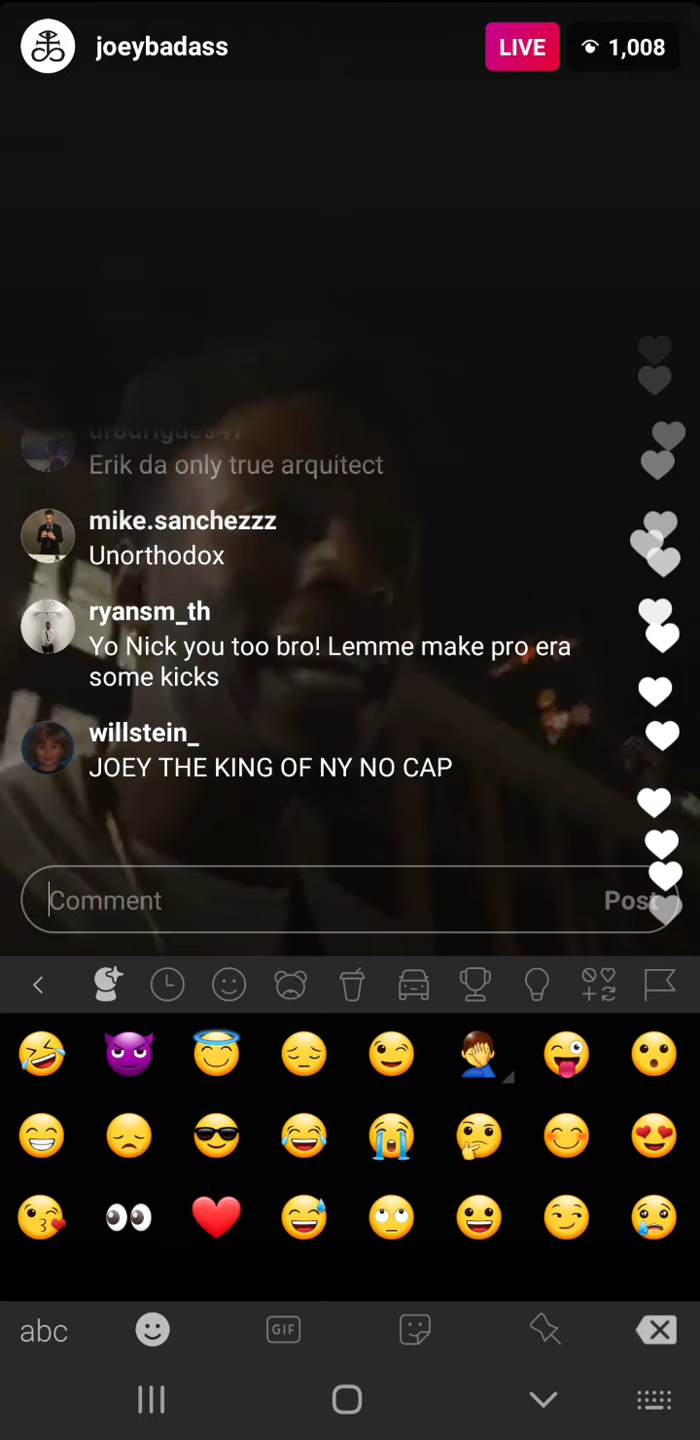 joeybadass
LIVE
1,008
Erik da only true arquitect
mike.sanchezzz
Unorthodox
ryansm_th
Yo Nick you too bro! Lemme make pro era
some kicks
willstein_
JOEY THE KING OF NY NO CAP
Comment
Post
abc
GIF